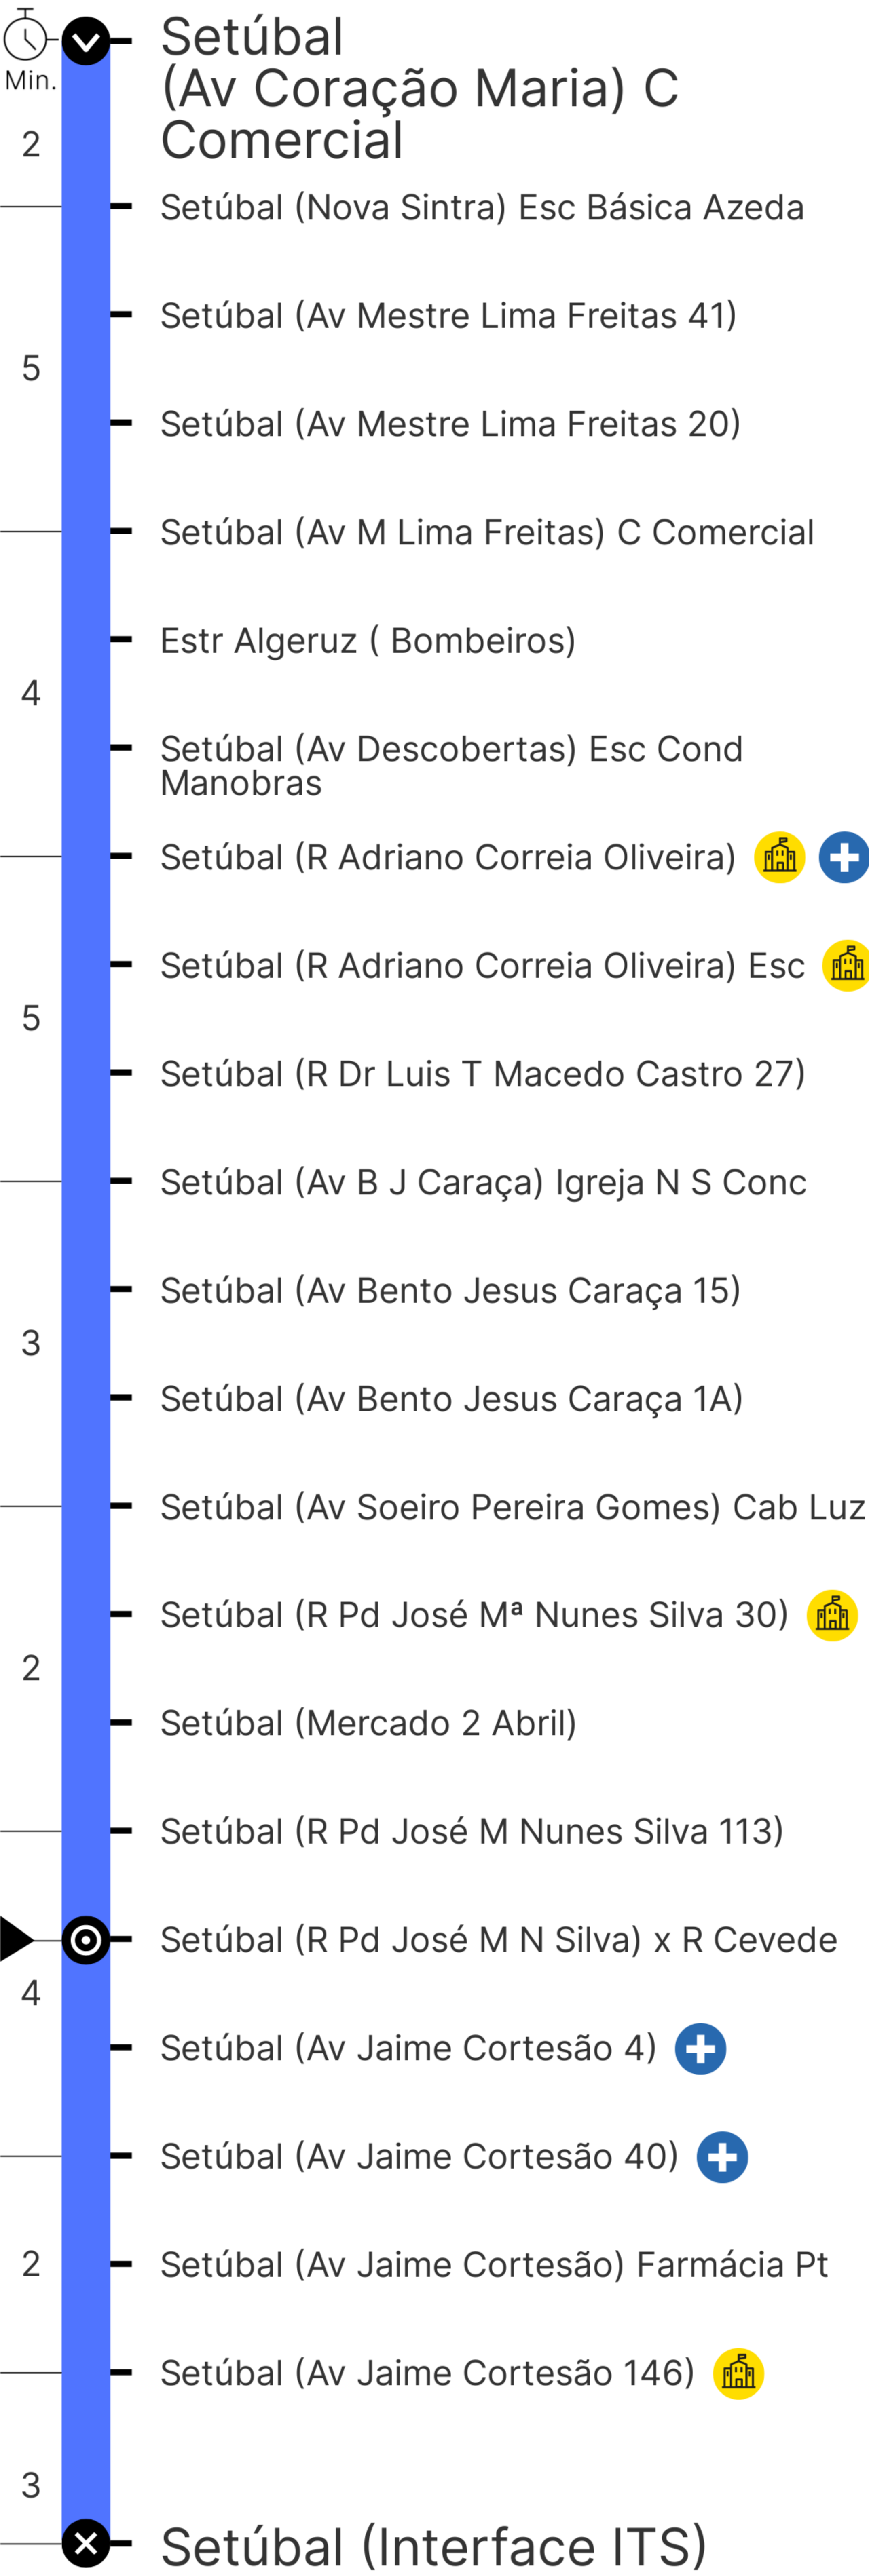 Setúbal
(Av Coração Maria) C
Comercial
Min.
2
Setúbal (Nova Sintra) Esc Básica Azeda
Setúbal (Av Mestre Lima Freitas 41)
5
Setúbal (Av Mestre Lima Freitas 20)
Setúbal (Av M Lima Freitas) C Comercial
Estr Algeruz ( Bombeiros)
4
Setúbal (Av Descobertas) Esc Cond
Manobras
Setúbal (R Adriano Correia Oliveira)
Setúbal (R Adriano Correia Oliveira) Esc
5
Setúbal (R Dr Luis T Macedo Castro 27)
Setúbal (Av B J Caraça) Igreja N S Conc
Setúbal (Av Bento Jesus Caraça 15)
3
Setúbal (Av Bento Jesus Caraça 1A)
Setúbal (Av Soeiro Pereira Gomes) Cab Luz
Setúbal (R Pd José Mª Nunes Silva 30)
2
Setúbal (Mercado 2 Abril)
Setúbal (R Pd José M Nunes Silva 113)
Setúbal (R Pd José M N Silva) x R Cevede
4
Setúbal (Av Jaime Cortesão 4)
Setúbal (Av Jaime Cortesão 40)
2
Setúbal (Av Jaime Cortesão) Farmácia Pt
Setúbal (Av Jaime Cortesão 146)
3
Setúbal (Interface ITS)